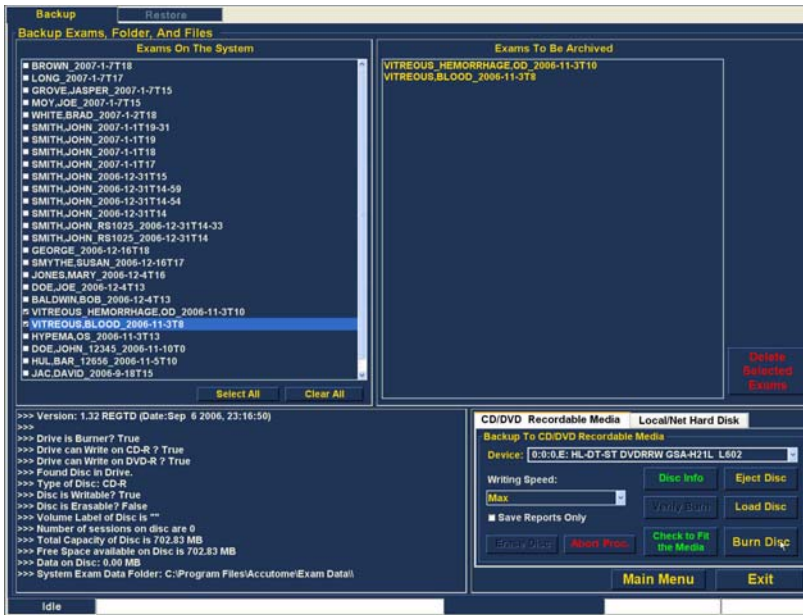 Backup
Restore
Backup Exams, Folder, And Files
Exams On The System
BROWN_2007-1-7T18
LONG_2007-1-7T17
GROVE,JASPER_2007-1-7T15
MOY,JOE_2007-1-7T15
WHITE,BRAD_2007-1-2T18
SMITH,JOHN_2007-1-1T19-31
SMITH,JOHN_2007-1-1T19
SMITH,JOHN_2007-1-1T18
SMITH,JOHN_2007-1-1T17
SMITH,JOHN_2006-12-31T15
SMITH,JOHN_2006-12-31T14-59
SMITH,JOHN_2006-12-31T14-54
SMITH,JOHN_2006-12-31T14
SMITH,JOHN_RS1025_2006-12-31T14-33
SMITH,JOHN_RS1025_2006-12-31T14
GEORGE_2006-12-16T18
SMYTHE,SUSAN_2006-12-16T17
JONES,MARY_2006-12-4T16
DOE,JOE_2006-12-4T13
BALDWIN,BOB_2006-12-4T13
VITREOUS_HEMORRHAGE,OD_2006-11-3T10
VITREOUS,BLOOD_2006-11-3T8
HYPEMA,OS_2006-11-3T13
DOE,JOHN_12345_2006-11-10T0
HUL,BAR_12656_2006-11-5T10
JAC,DAVID_2006-9-18T15
Select All
Clear All
Exams To Be Archived
VITREOUS_HEMORRHAGE,OD_2006-11-3T10
VITREOUS,BLOOD_2006-11-3T8
Delete
Selected
Exams
>>> Version: 1.32 REGTD (Date:Sep 6 2006, 23:16:50)
>>>
>>> Drive is Burner? True
>>> Drive can Write on CD-R ? True
>>> Drive can Write on DVD-R ? True
>>> Found Disc in Drive.
>>> Type of Disc: CD-R
>>> Disc is Writable? True
>>> Disc is Erasable? False
>>> Volume Label of Disc is ""
>>> Number of sessions on disc are 0
>>> Total Capacity of Disc is 702.83 MB
>>> Free Space available on Disc is 702.83 MB
>>> Data on Disc: 0.00 MB
>>> System Exam Data Folder: C:\Program Files\Accutome\Exam Data\\
CD/DVD Recordable Media
Local/Net Hard Disk
Backup To CD/DVD Recordable Media
Device: 0:0:0,E: HL-DT-ST DVDRRW GSA-H21L L602
Writing Speed:
Max
Save Reports Only
Disc Info
Eject Disc
Verify Burn
Load Disc
Erase Disc
Abort Proc.
Check to Fit
the Media
Burn Disc
Main Menu
Exit
Idle